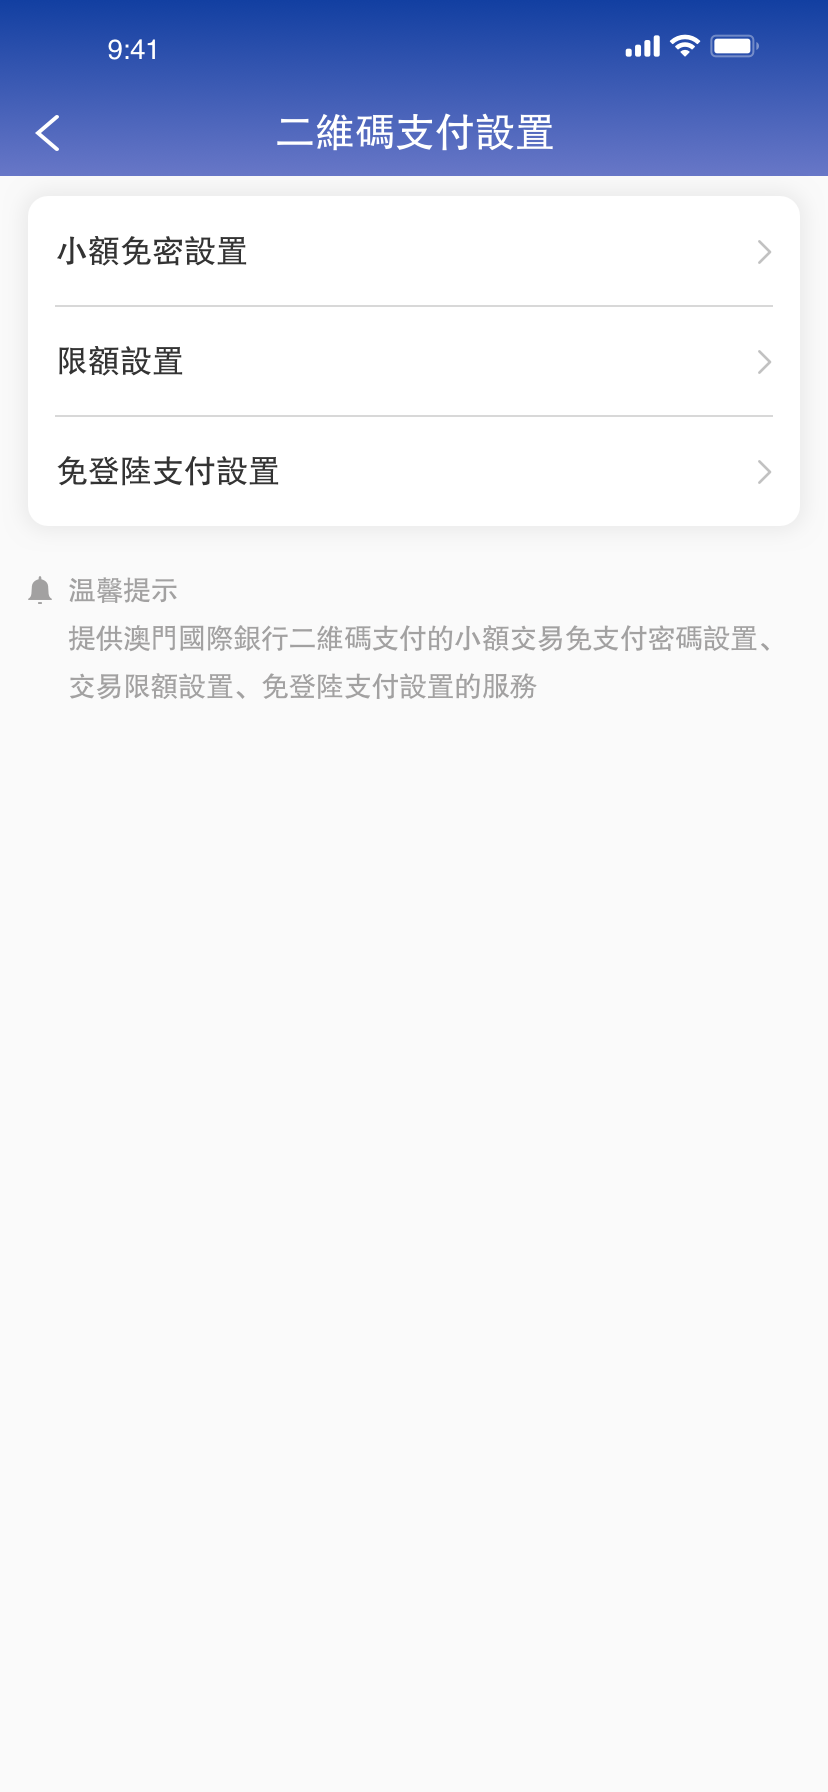 9:41
二維碼支付設置
小額免密設置
限額設置
免登陸支付設置
温馨提示
提供澳門國際銀行二維碼支付的小額交易免支付密碼設置、
交易限額設置、免登陸支付設置的服務